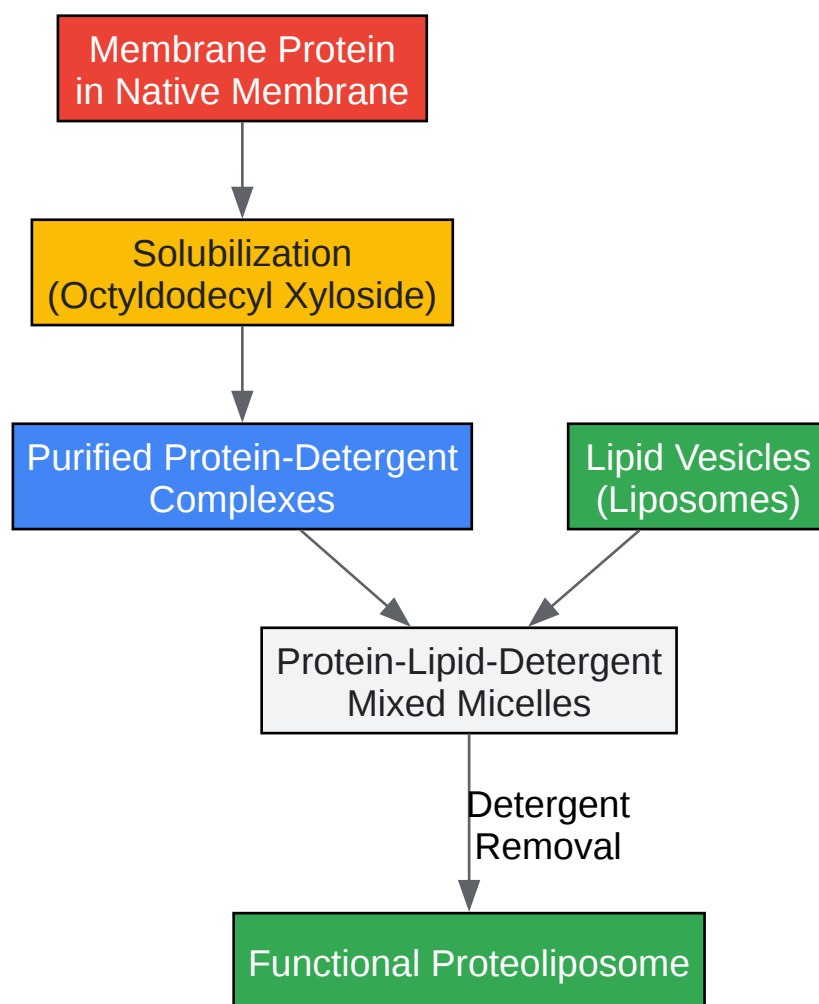 Membrane Protein
in Native Membrane
Solubilization
(Octyldodecyl Xyloside)
Purified Protein-Detergent
Complexes
Lipid Vesicles
(Liposomes)
Protein-Lipid-Detergent
Mixed Micelles
Detergent
Removal
Functional Proteoliposome